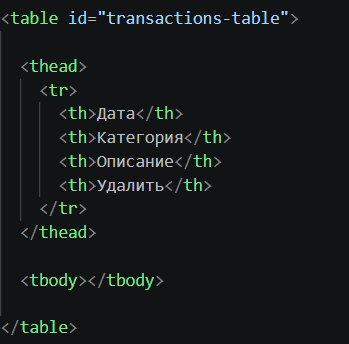 <table id="transactions-table">
<thead>
<tr>
<th>Дата</th>
<th>Категория</th>
<th>Описание</th>
<th>Удалить</th>
</tr>
</thead>
<tbody></tbody>
</table>